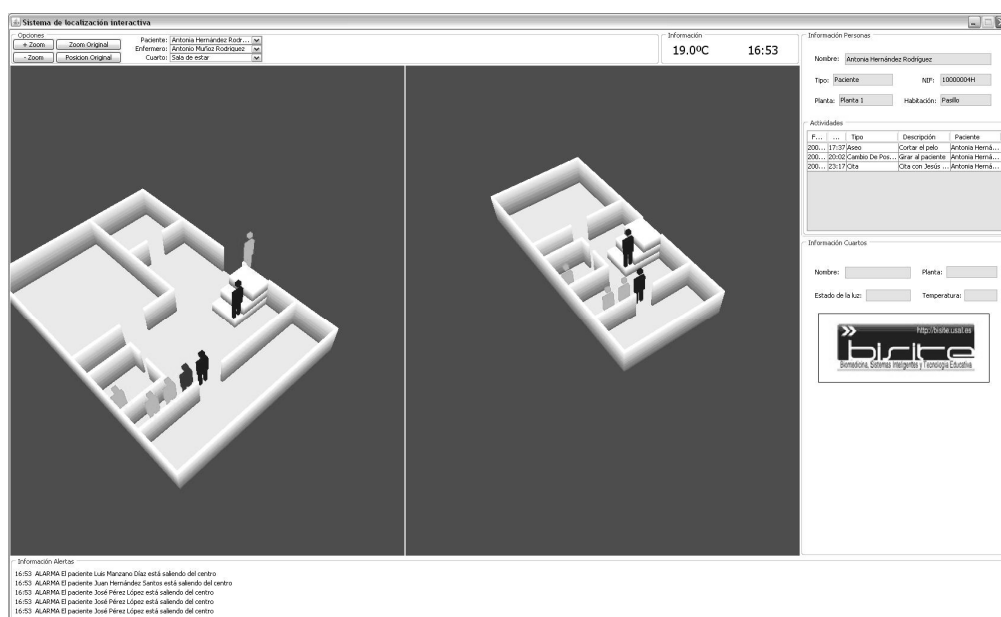 Sistema de localización interactiva
Opciones
+ Zoom
Zoom Original
- Zoom
Posicion Original
Paciente: Antonia Hernández Rodr...
Enfermero: Antonio Muñoz Rodriquez
Cuarto: Sala de estar
Información
19.0ºC 16:53
Información Personas
Nombre: Antonia Hernández Rodríguez
Tipo: Paciente NIF: 10000004H
Planta: Planta 1 Habitación: Pasillo
Actividades
F... ... Tipo Descripción Paciente
200... 17:37 Aseo Cortar el pelo Antonia Herná...
200... 20:02 Cambio De Pos... Girar al paciente Antonia Herná...
200... 23:17 Cita Cita con Jesús ... Antonia Herná...
Información Cuartos
Nombre: Planta:
Estado de la luz: Temperatura:
http://bisite.usal.es
bisite
Biomedicina, Sistemas Inteligentes y Tecnología Educativa
Información Alertas
16:53 ALARMA El paciente Luis Manzano Díaz está saliendo del centro
16:53 ALARMA El paciente Juan Hernández Santos está saliendo del centro
16:53 ALARMA El paciente José Pérez López está saliendo del centro
16:53 ALARMA El paciente José Pérez López está saliendo del centro
16:53 ALARMA El paciente José Pérez López está saliendo del centro